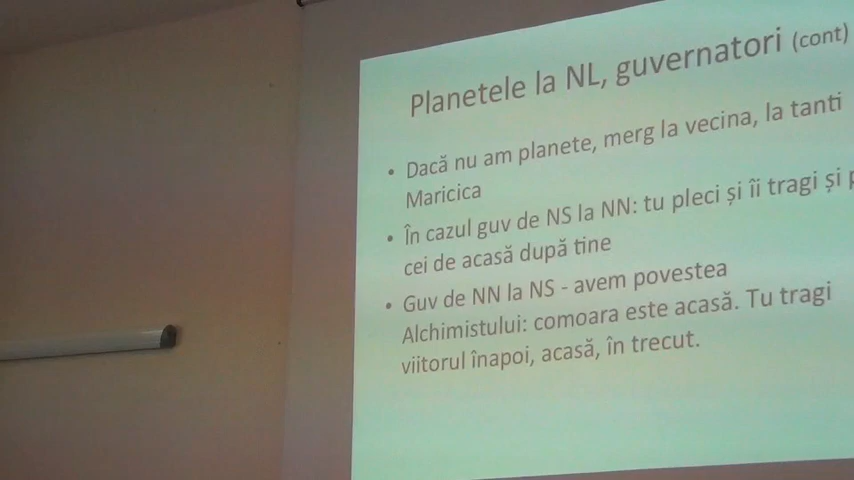 Planetele la NL, guvernatori (cont)
• Dacă nu am planete, merg la vecina, la tanti
Maricica
• În cazul guv de NS la NN: tu pleci și îi tragi și
cei de acasă după tine
• Guv de NN la NS - avem povestea
Alchimistului: comoara este acasă. Tu tragi
viitorul înapoi, acasă, în trecut.